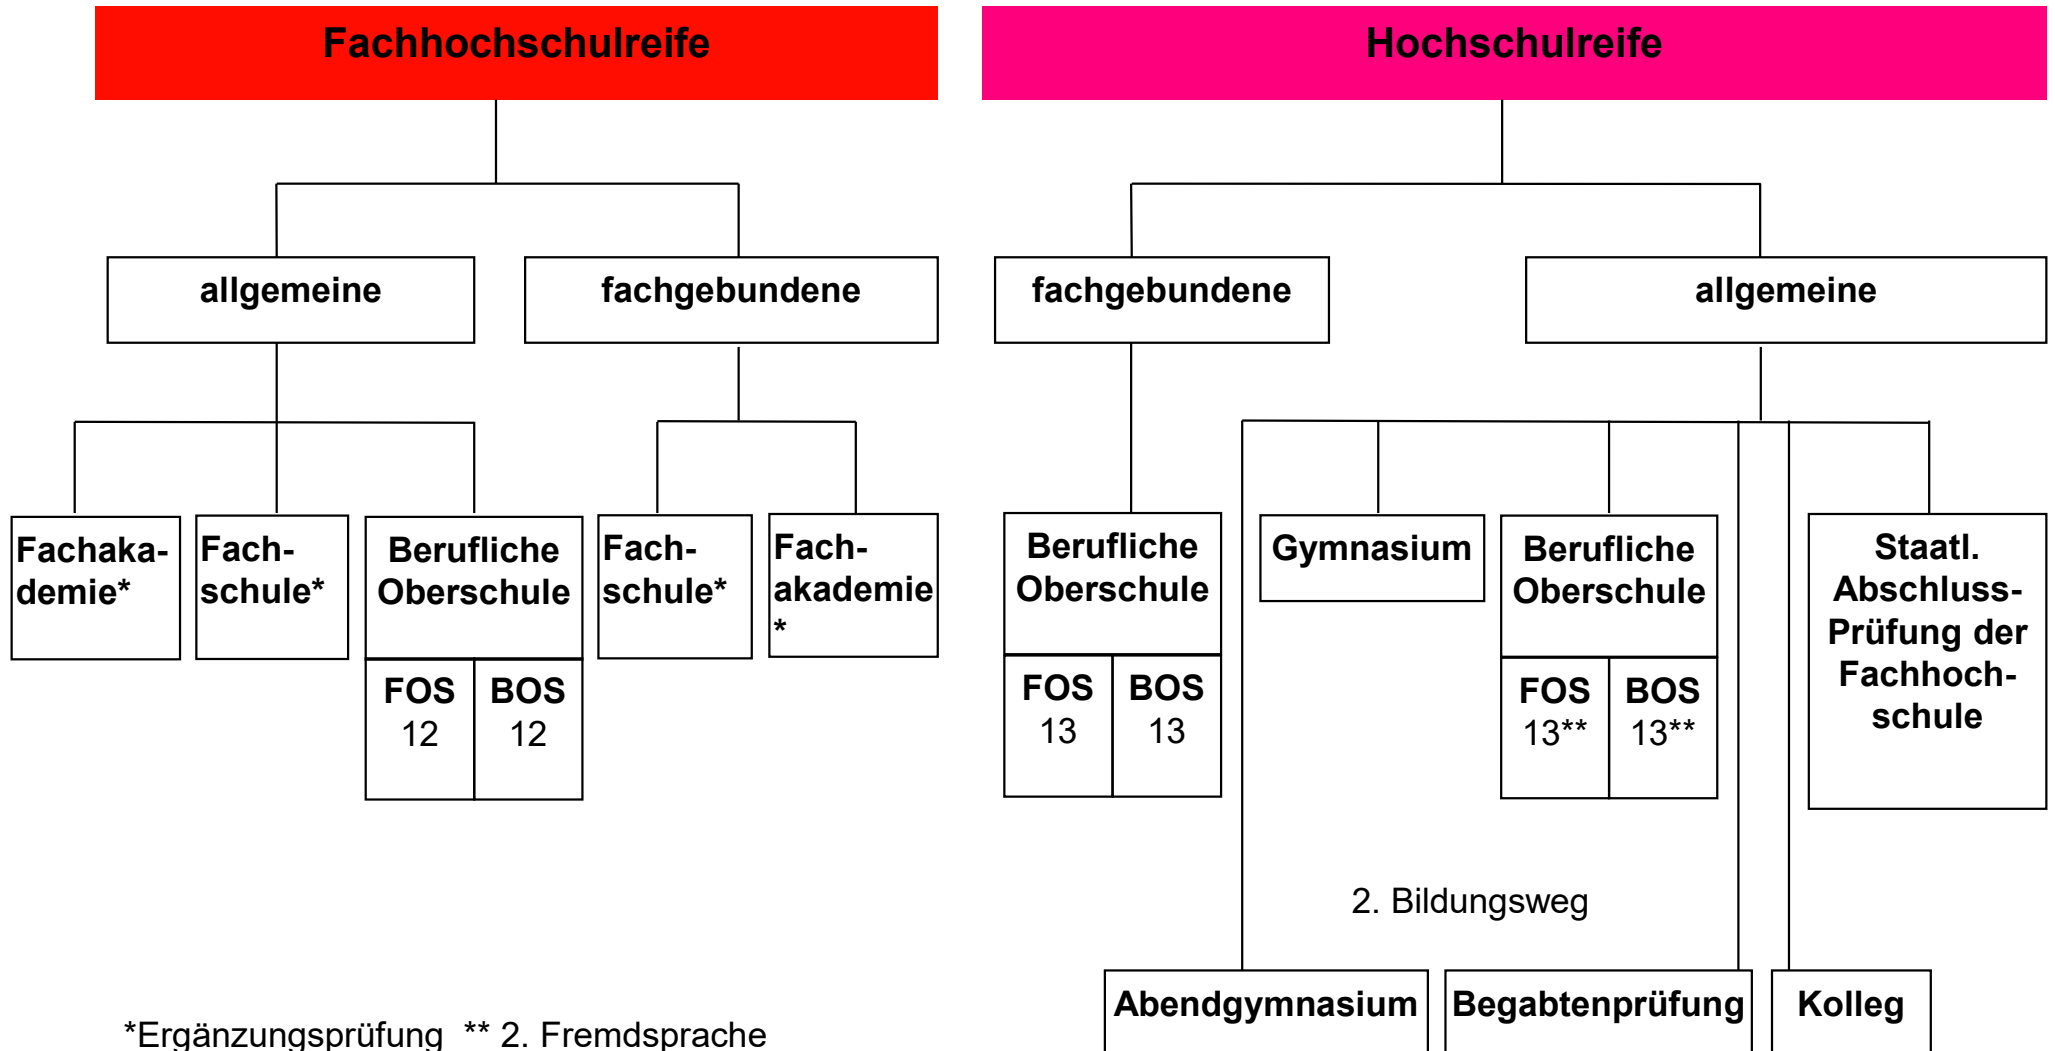 Fachhochschulreife
Hochschulreife
allgemeine
fachgebundene
fachgebundene
allgemeine
Fachaka-
demie*
Fach-
schule*
Berufliche
Oberschule
FOS
12
BOS
12
Fach-
schule*
Fach-
akademie
*
Berufliche
Oberschule
FOS
13
BOS
13
Gymnasium
Berufliche
Oberschule
FOS
13**
BOS
13**
Staatl.
Abschluss-
Prüfung der
Fachhoch-
schule
2. Bildungsweg
Abendgymnasium
Begabtenprüfung
Kolleg
*Ergänzungsprüfung ** 2. Fremdsprache